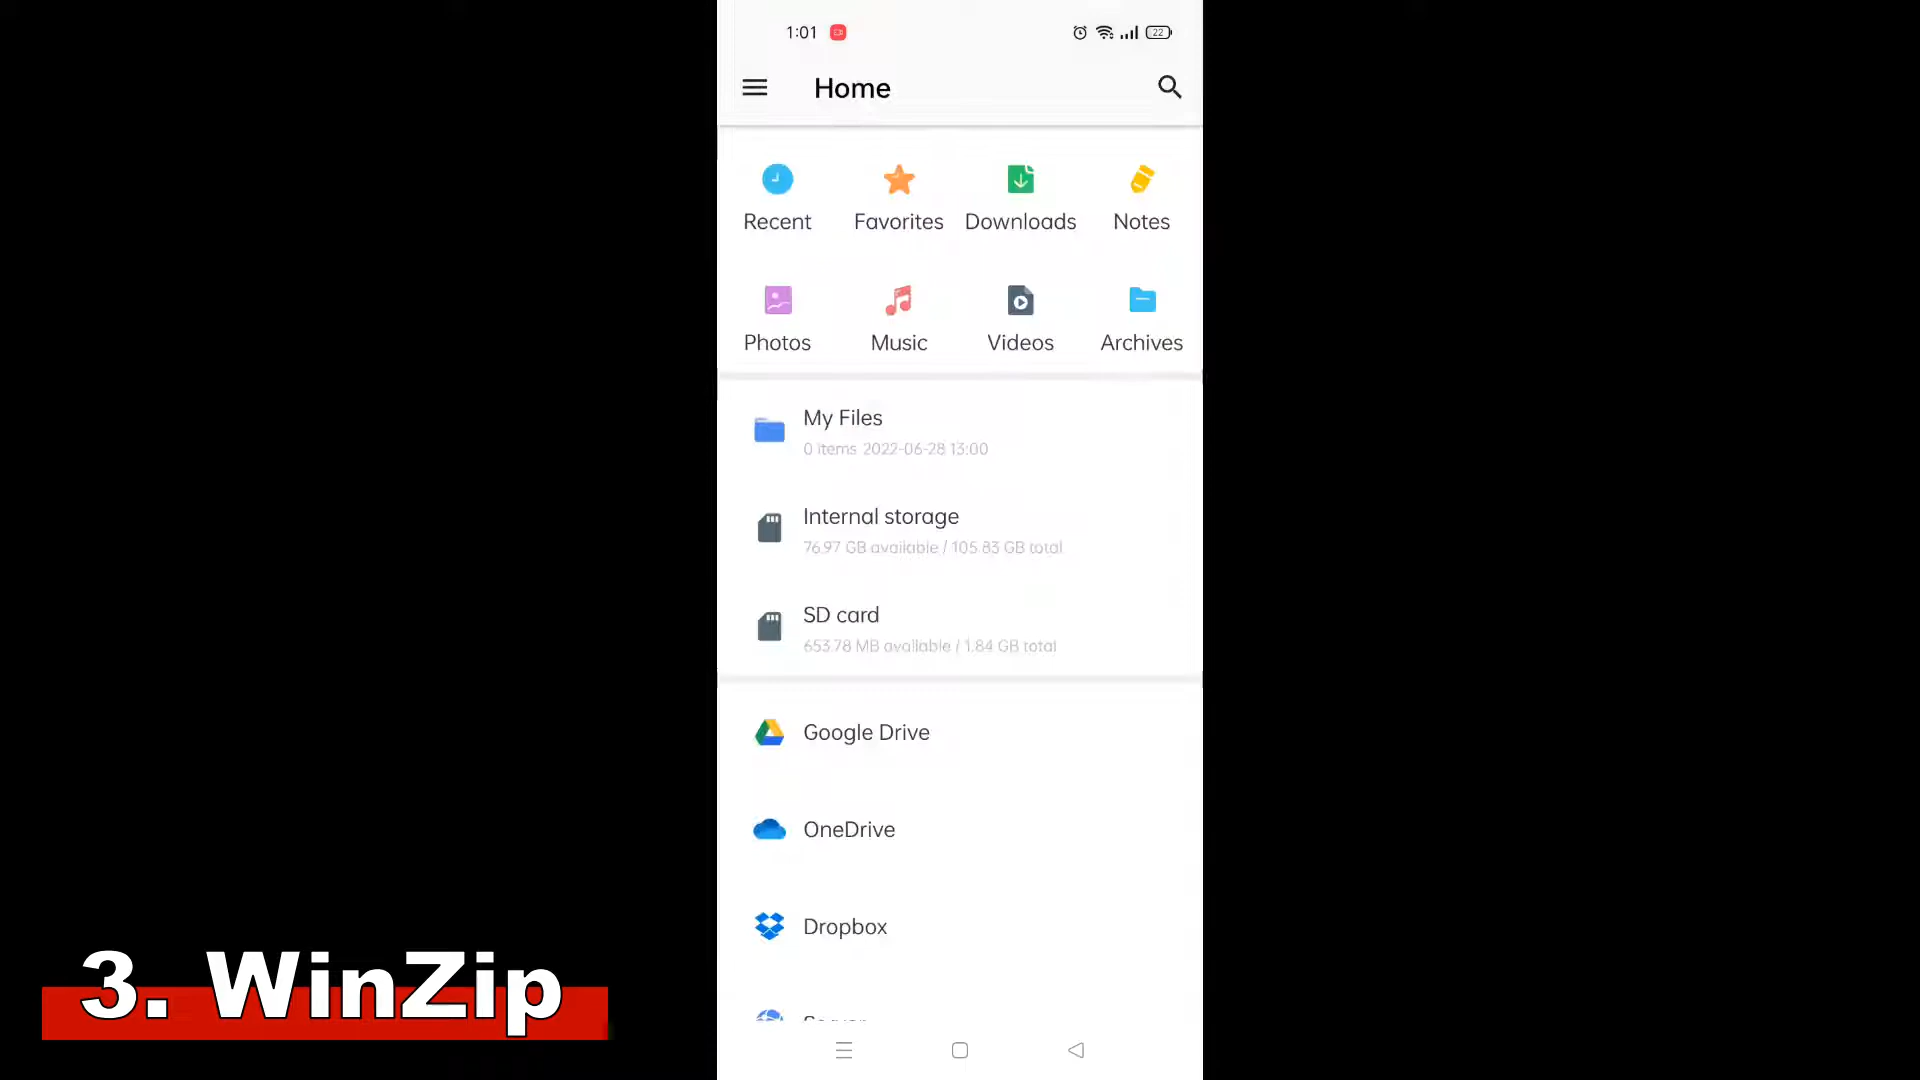 1:01
22
Home
Recent Favorites Downloads Notes
Photos Music Videos Archives
My Files
0 items 2022-06-28 13:00
Internal storage
76.97 GB available / 105.83 GB total
SD card
653.78 MB available / 1.84 GB total
Google Drive
OneDrive
Dropbox
3. WinZip